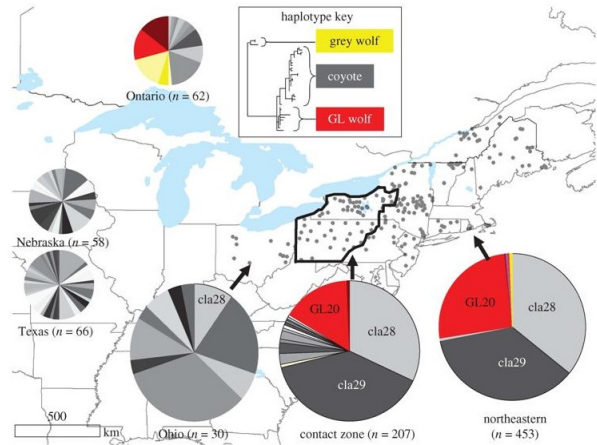 haplotype key
grey wolf
coyote
GL wolf
Ontario (n = 62)
Nebraska (n = 58)
Texas (n = 66)
cla28
GL20
cla28
cla29
GL20
cla28
cla29
500
km
Ohio (n = 30)
contact zone (n = 207)
northeastern
(n = 453)